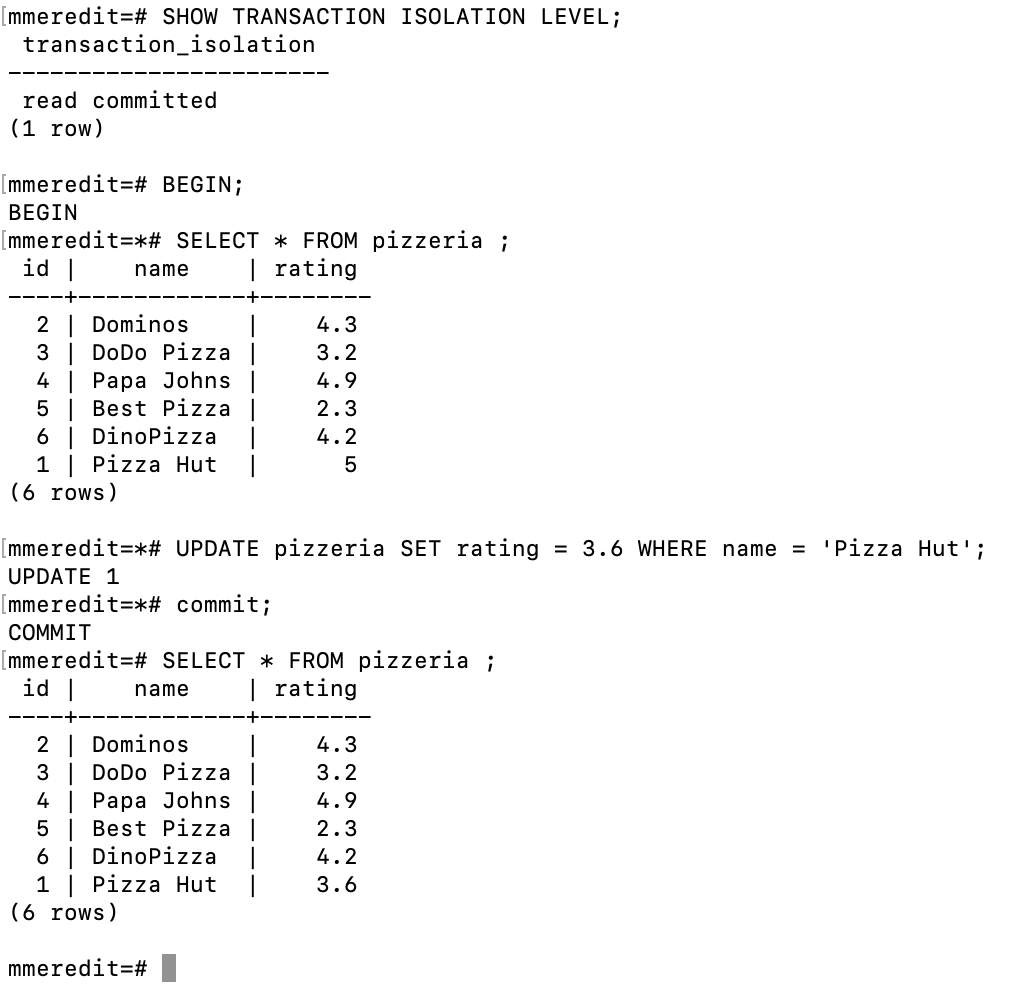 [mmeredit=# SHOW TRANSACTION ISOLATION LEVEL;
 transaction_isolation
-----------------------
 read committed
(1 row)

[mmeredit=# BEGIN;
BEGIN
[mmeredit=*# SELECT * FROM pizzeria ;
 id |    name    | rating
----+------------+--------
  2 | Dominos    |    4.3
  3 | DoDo Pizza |    3.2
  4 | Papa Johns |    4.9
  5 | Best Pizza |    2.3
  6 | DinoPizza  |    4.2
  1 | Pizza Hut  |      5
(6 rows)

[mmeredit=*# UPDATE pizzeria SET rating = 3.6 WHERE name = 'Pizza Hut';
UPDATE 1
[mmeredit=*# commit;
COMMIT
[mmeredit=# SELECT * FROM pizzeria ;
 id |    name    | rating
----+------------+--------
  2 | Dominos    |    4.3
  3 | DoDo Pizza |    3.2
  4 | Papa Johns |    4.9
  5 | Best Pizza |    2.3
  6 | DinoPizza  |    4.2
  1 | Pizza Hut  |    3.6
(6 rows)

mmeredit=#